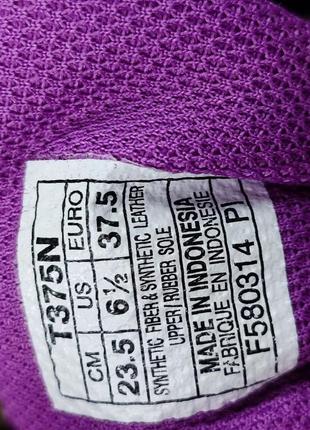 T375N
CM US EURO
23.5 6½ 37.5
SYNTHETIC FIBER & SYNTHETIC LEATHER
UPPER/RUBBER SOLE
MADE IN INDONESIA
FABRIQUE EN INDONESIE
F580314 PI